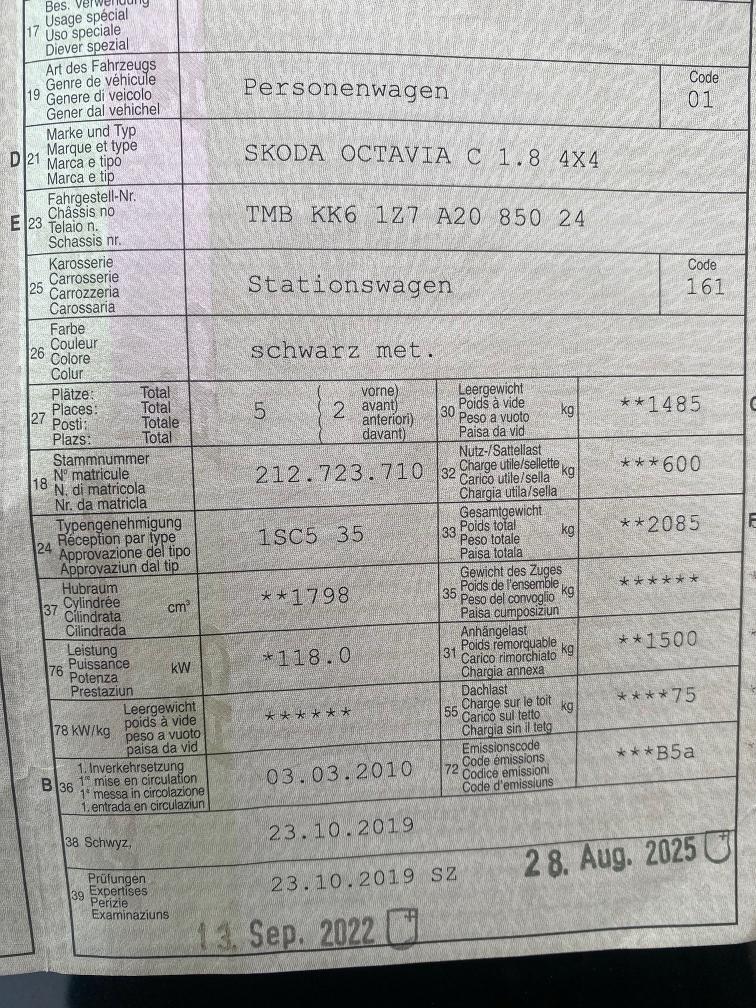 Bes. Verwendung
17 Usage spécial
Uso speciale
Diever spezial
19 Art des Fahrzeugs
Genre de véhicule
Genere di veicolo
Gener dal vehichel
Personenwagen
Code
01
D 21 Marke und Typ
Marque et type
Marca e tipo
Marca e tip
SKODA OCTAVIA C 1.8 4X4
E 23 Fahrgestell-Nr.
Châssis no
Telaio n.
Schassis nr.
TMB KK6 1Z7 A20 850 24
25 Karosserie
Carrosserie
Carrozzeria
Carossaria
Stationswagen
Code
161
26 Farbe
Couleur
Colore
Colur
schwarz met.
27 Plätze: Total
Places: Total
Posti: Totale
Plazs: Total
5 ( 2 vorne)
avant)
anteriori)
davant)
30 Leergewicht
Poids à vide
Peso a vuoto
Paisa da vid
kg
**1485
18 Stammnummer
N° matricule
N. di matricola
Nr. da matricla
212.723.710
32 Nutz-/Sattellast
Charge utile/sellette
Carico utile/sella
Chargia utila/sella
kg
***600
24 Typengenehmigung
Réception par type
Approvazione del tipo
Approvaziun dal tip
1SC5 35
33 Gesamtgewicht
Poids total
Peso totale
Paisa totala
kg
**2085
37 Hubraum
Cylindrée
Cilindrata
Cilindrada
cm³
**1798
35 Gewicht des Zuges
Poids de l'ensemble
Peso del convoglio
Paisa cumposiziun
kg
******
76 Leistung
Puissance
Potenza
Prestaziun
kW
*118.0
31 Anhängelast
Poids remorquable
Carico rimorchiato
Chargia annexa
kg
**1500
78 kW/kg Leergewicht
poids à vide
peso a vuoto
paisa da vid
******
55 Dachlast
Charge sur le toit
Carico sul tetto
Chargia sin il tetg
kg
****75
B 36 1. Inverkehrsetzung
1re mise en circulation
1a messa in circolazione
1. entrada en circulaziun
03.03.2010
72 Emissionscode
Code émissions
Codice emissioni
Code d'emissiuns
***B5a
38 Schwyz,
23.10.2019
39 Prüfungen
Expertises
Perizie
Examinaziuns
23.10.2019 SZ
28. Aug. 2025
13. Sep. 2022